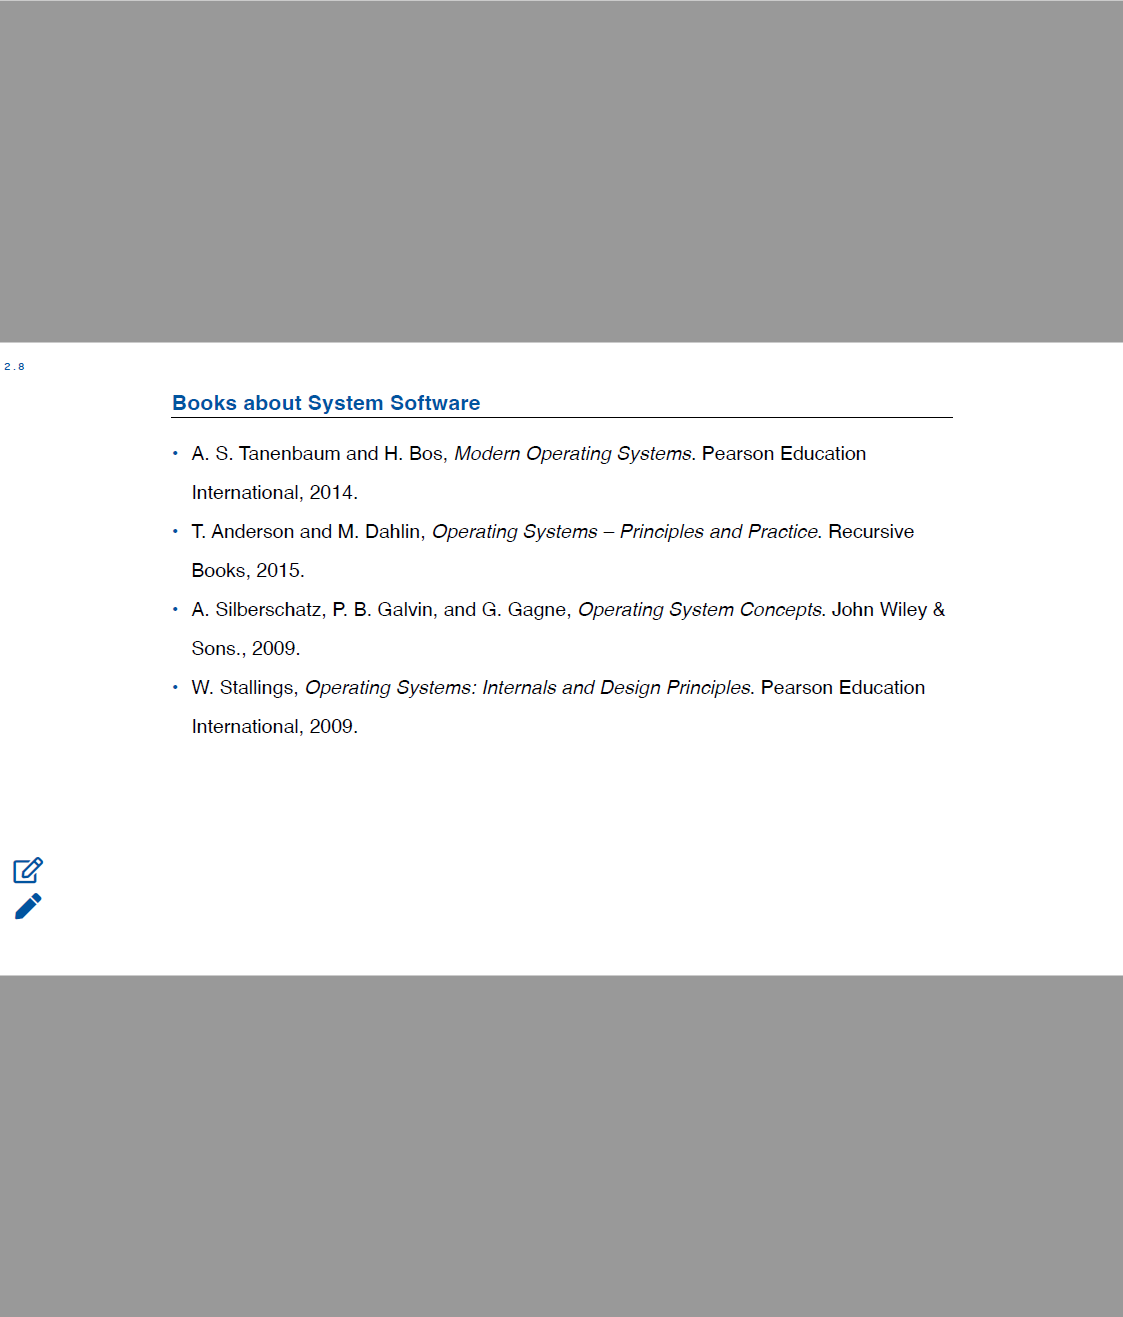 2.8
Books about System Software
• A. S. Tanenbaum and H. Bos, Modern Operating Systems. Pearson Education
International, 2014.
• T. Anderson and M. Dahlin, Operating Systems – Principles and Practice. Recursive
Books, 2015.
• A. Silberschatz, P. B. Galvin, and G. Gagne, Operating System Concepts. John Wiley &
Sons., 2009.
• W. Stallings, Operating Systems: Internals and Design Principles. Pearson Education
International, 2009.